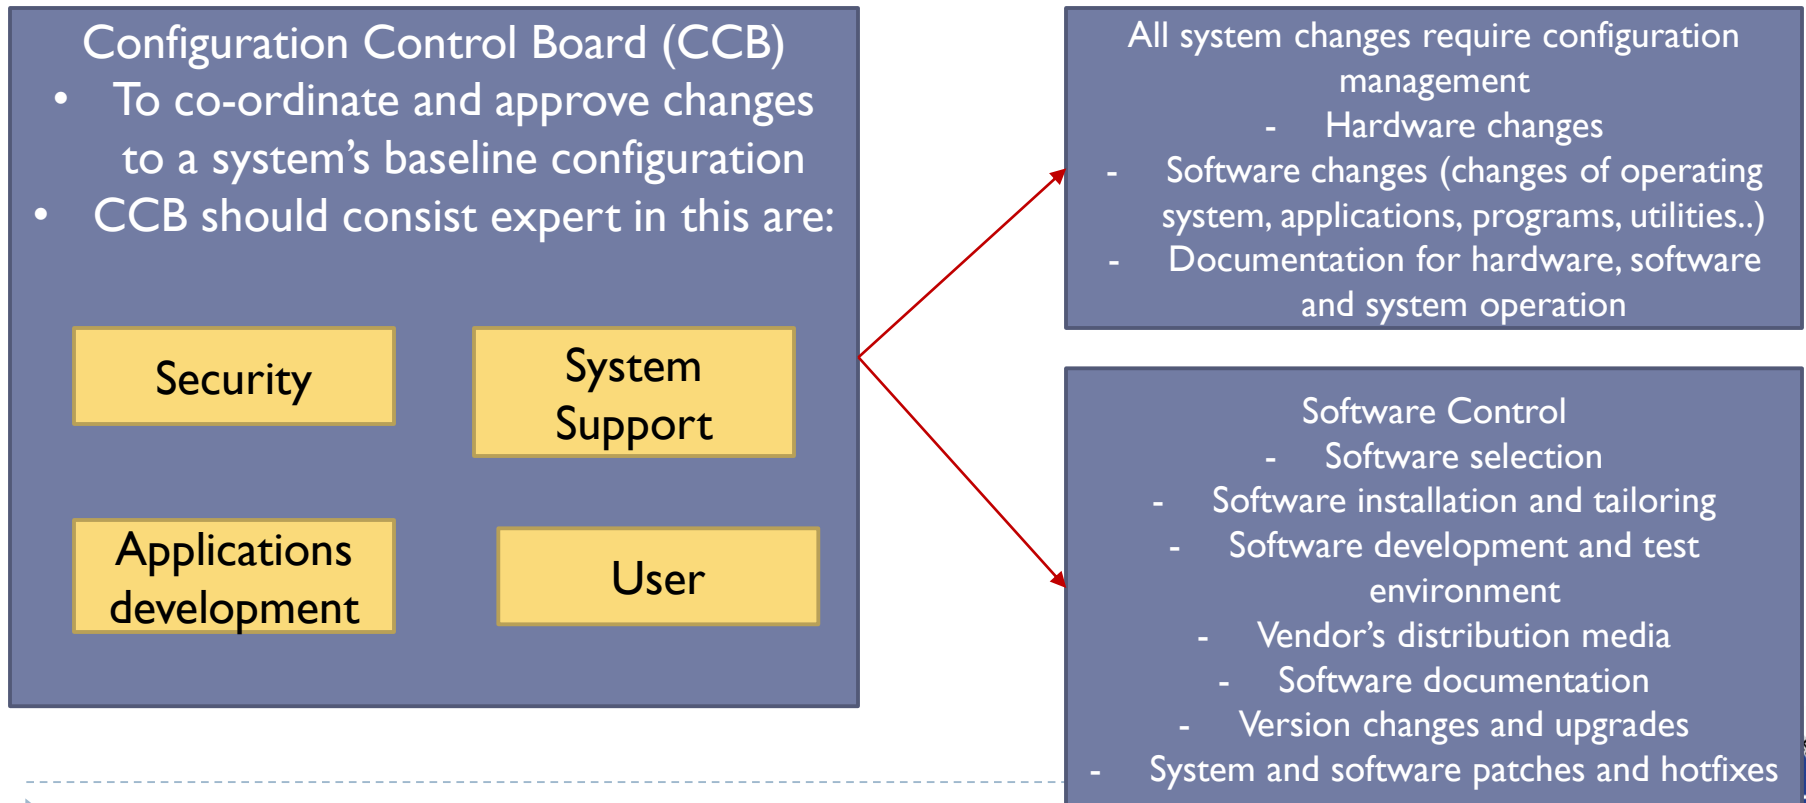 Configuration Control Board (CCB)
• To co-ordinate and approve changes
to a system’s baseline configuration
• CCB should consist expert in this are:
Security
System
Support
Applications
development
User
All system changes require configuration
management
- Hardware changes
- Software changes (changes of operating
system, applications, programs, utilities..)
- Documentation for hardware, software
and system operation
Software Control
- Software selection
- Software installation and tailoring
- Software development and test
environment
- Vendor’s distribution media
- Software documentation
- Version changes and upgrades
- System and software patches and hotfixes